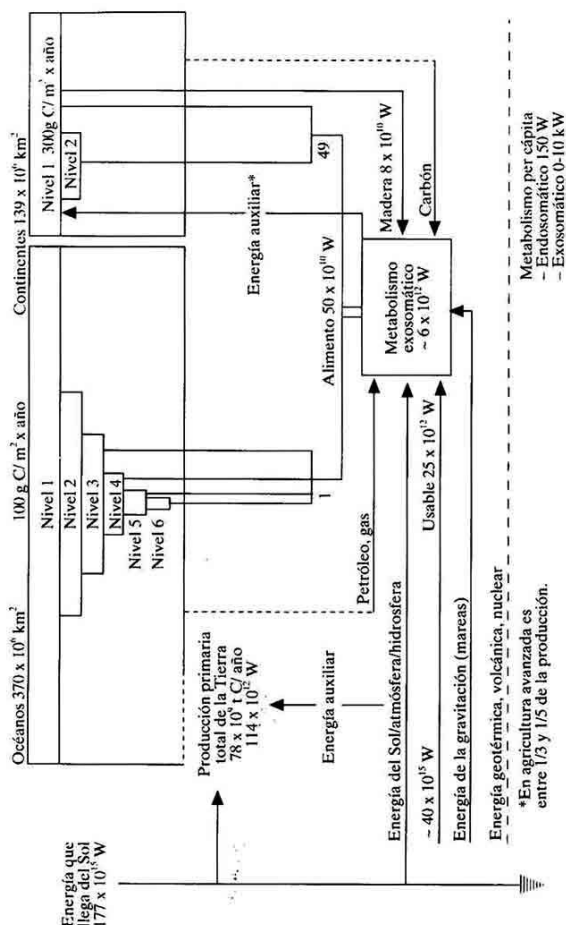 Océanos 370 x 10⁶ km²
100 g C/ m² x año
Continentes 139 x 10⁶ km²
Nivel 1
Nivel 2
Nivel 3
Nivel 4
Nivel 5
Nivel 6
Nivel 1 300g C/ m² x año
Nivel 2
Energía que
llega del Sol
177 x 10¹⁵ W
Producción primaria
total de la Tierra
78 x 10⁹ t C/ año
114 x 10¹² W
Energía auxiliar
1
49
Alimento 50 x 10¹⁰ W
Energía auxiliar*
Petróleo, gas
Madera 8 x 10¹⁰ W
Carbón
Metabolismo
exosomático
~ 6 x 10¹² W
Energía del Sol/atmósfera/hidrosfera
~ 40 x 10¹⁵ W
Usable 25 x 10¹² W
Energía de la gravitación (mareas)
Energía geotérmica, volcánica, nuclear
*En agricultura avanzada es
entre 1/3 y 1/5 de la producción.
Metabolismo per cápita
– Endosomático 150 W
– Exosomático 0-10 kW